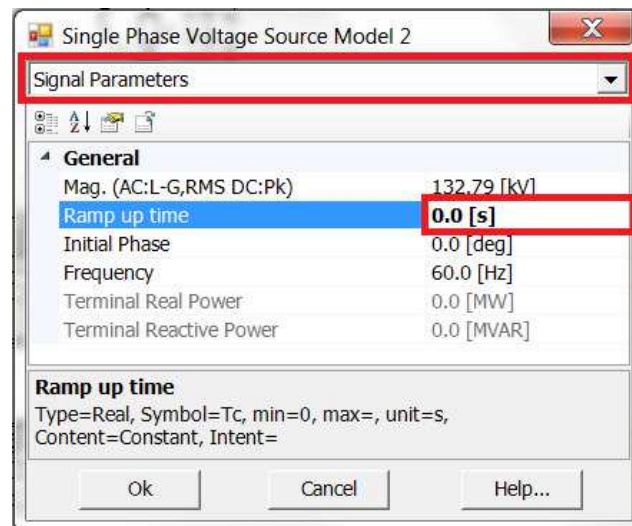 Single Phase Voltage Source Model 2
Signal Parameters
General
Mag. (AC:L-G,RMS DC:Pk) 132.79 [kV]
Ramp up time 0.0 [s]
Initial Phase 0.0 [deg]
Frequency 60.0 [Hz]
Terminal Real Power 0.0 [MW]
Terminal Reactive Power 0.0 [MVAR]
Ramp up time
Type=Real, Symbol=Tc, min=0, max=, unit=s,
Content=Constant, Intent=
Ok Cancel Help...